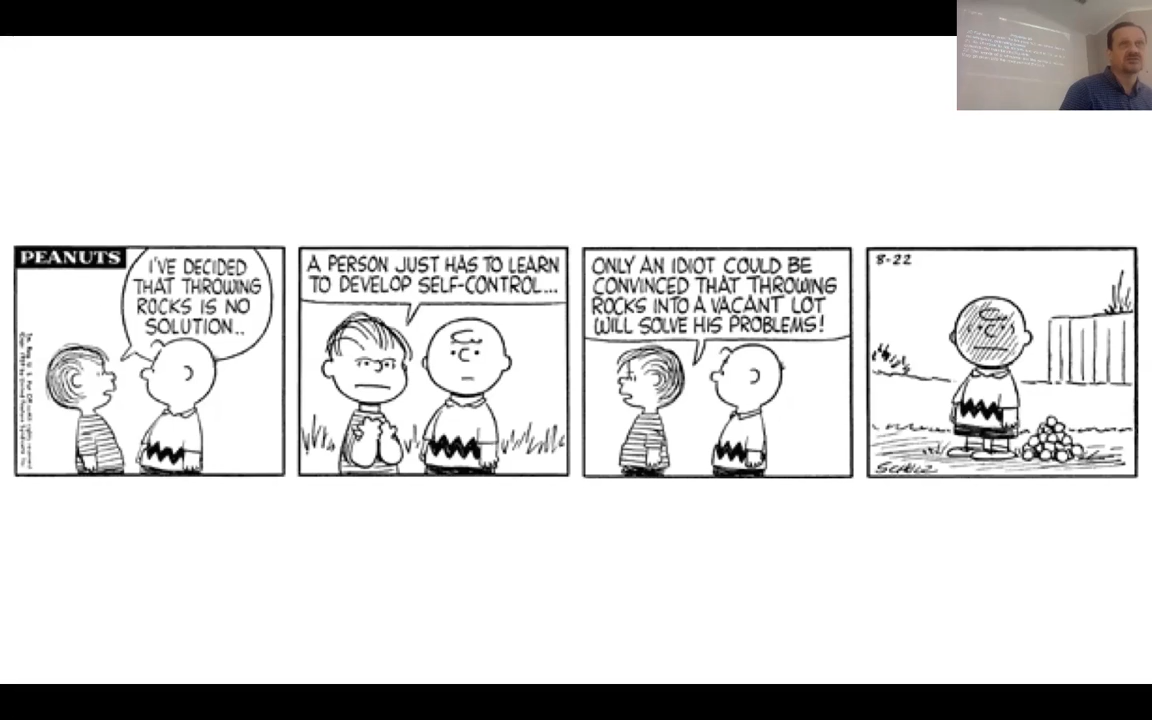 PEANUTS
I'VE DECIDED
THAT THROWING
ROCKS IS NO
SOLUTION..
A PERSON JUST HAS TO LEARN
TO DEVELOP SELF-CONTROL...
ONLY AN IDIOT COULD BE
CONVINCED THAT THROWING
ROCKS INTO A VACANT LOT
WILL SOLVE HIS PROBLEMS!
8-22
SCHULZ